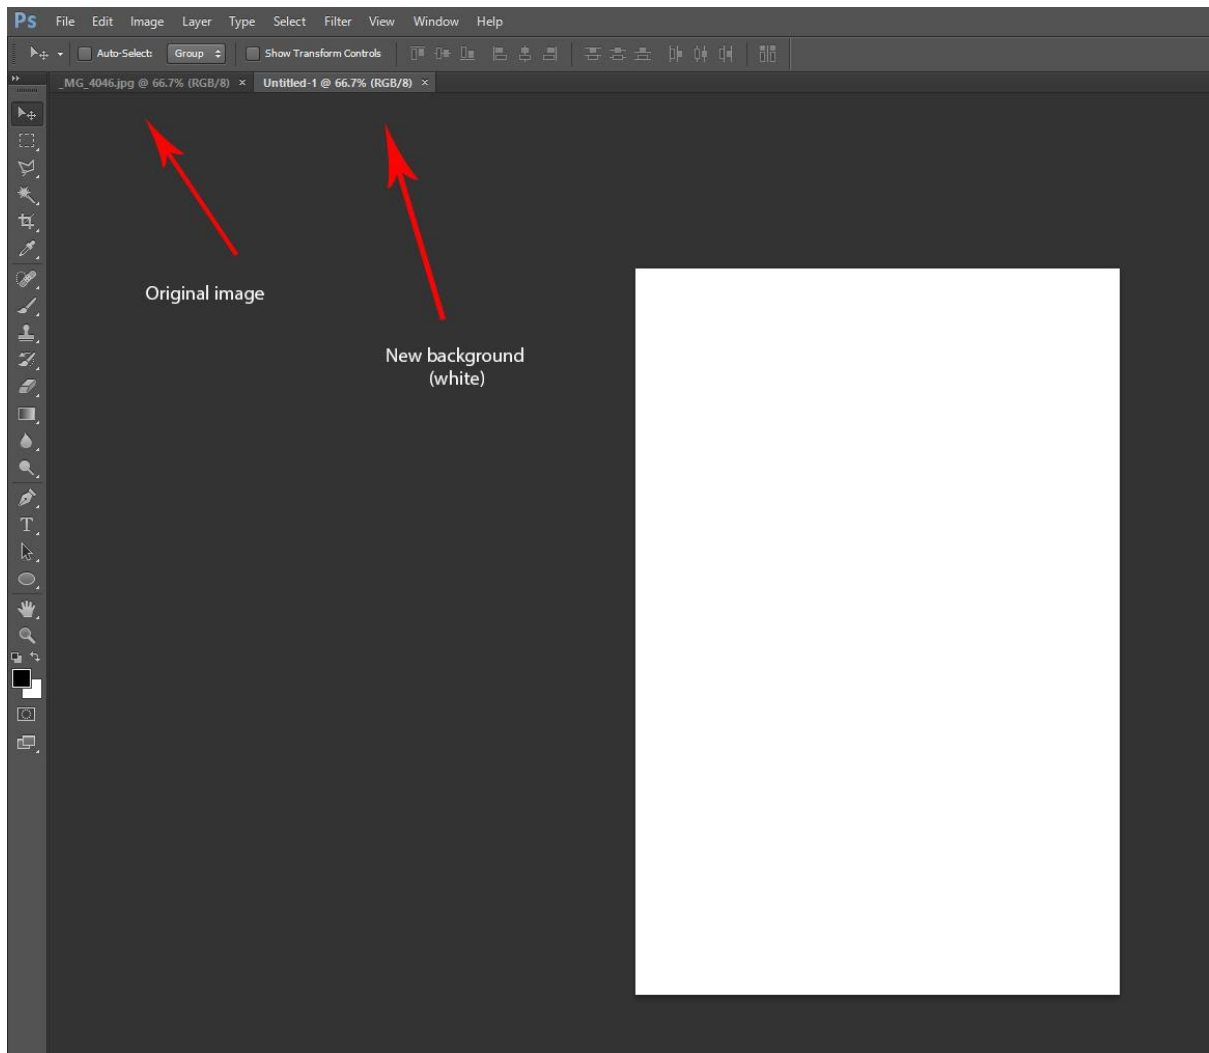 Ps File Edit Image Layer Type Select Filter View Window Help
Auto-Select: Group Show Transform Controls
_MG_4046.jpg @ 66.7% (RGB/8) × Untitled-1 @ 66.7% (RGB/8) ×
Original image
New background
(white)